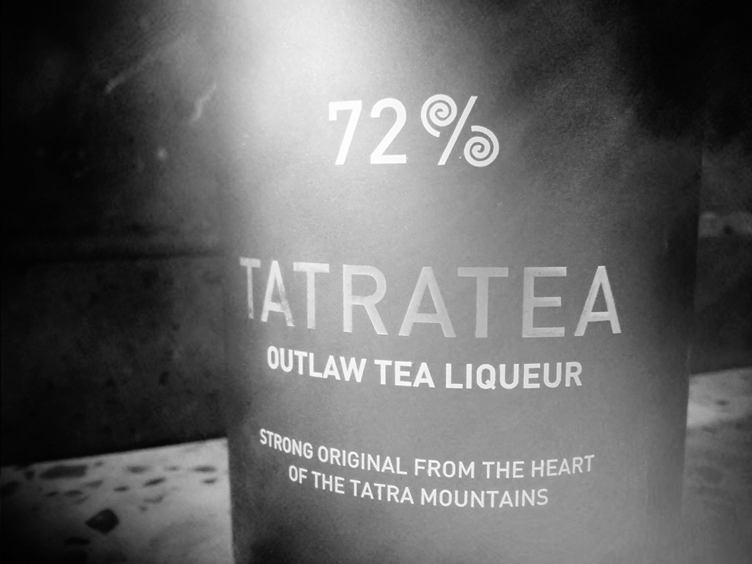 72%
TATRATEA
OUTLAW TEA LIQUEUR
STRONG ORIGINAL FROM THE HEART
OF THE TATRA MOUNTAINS